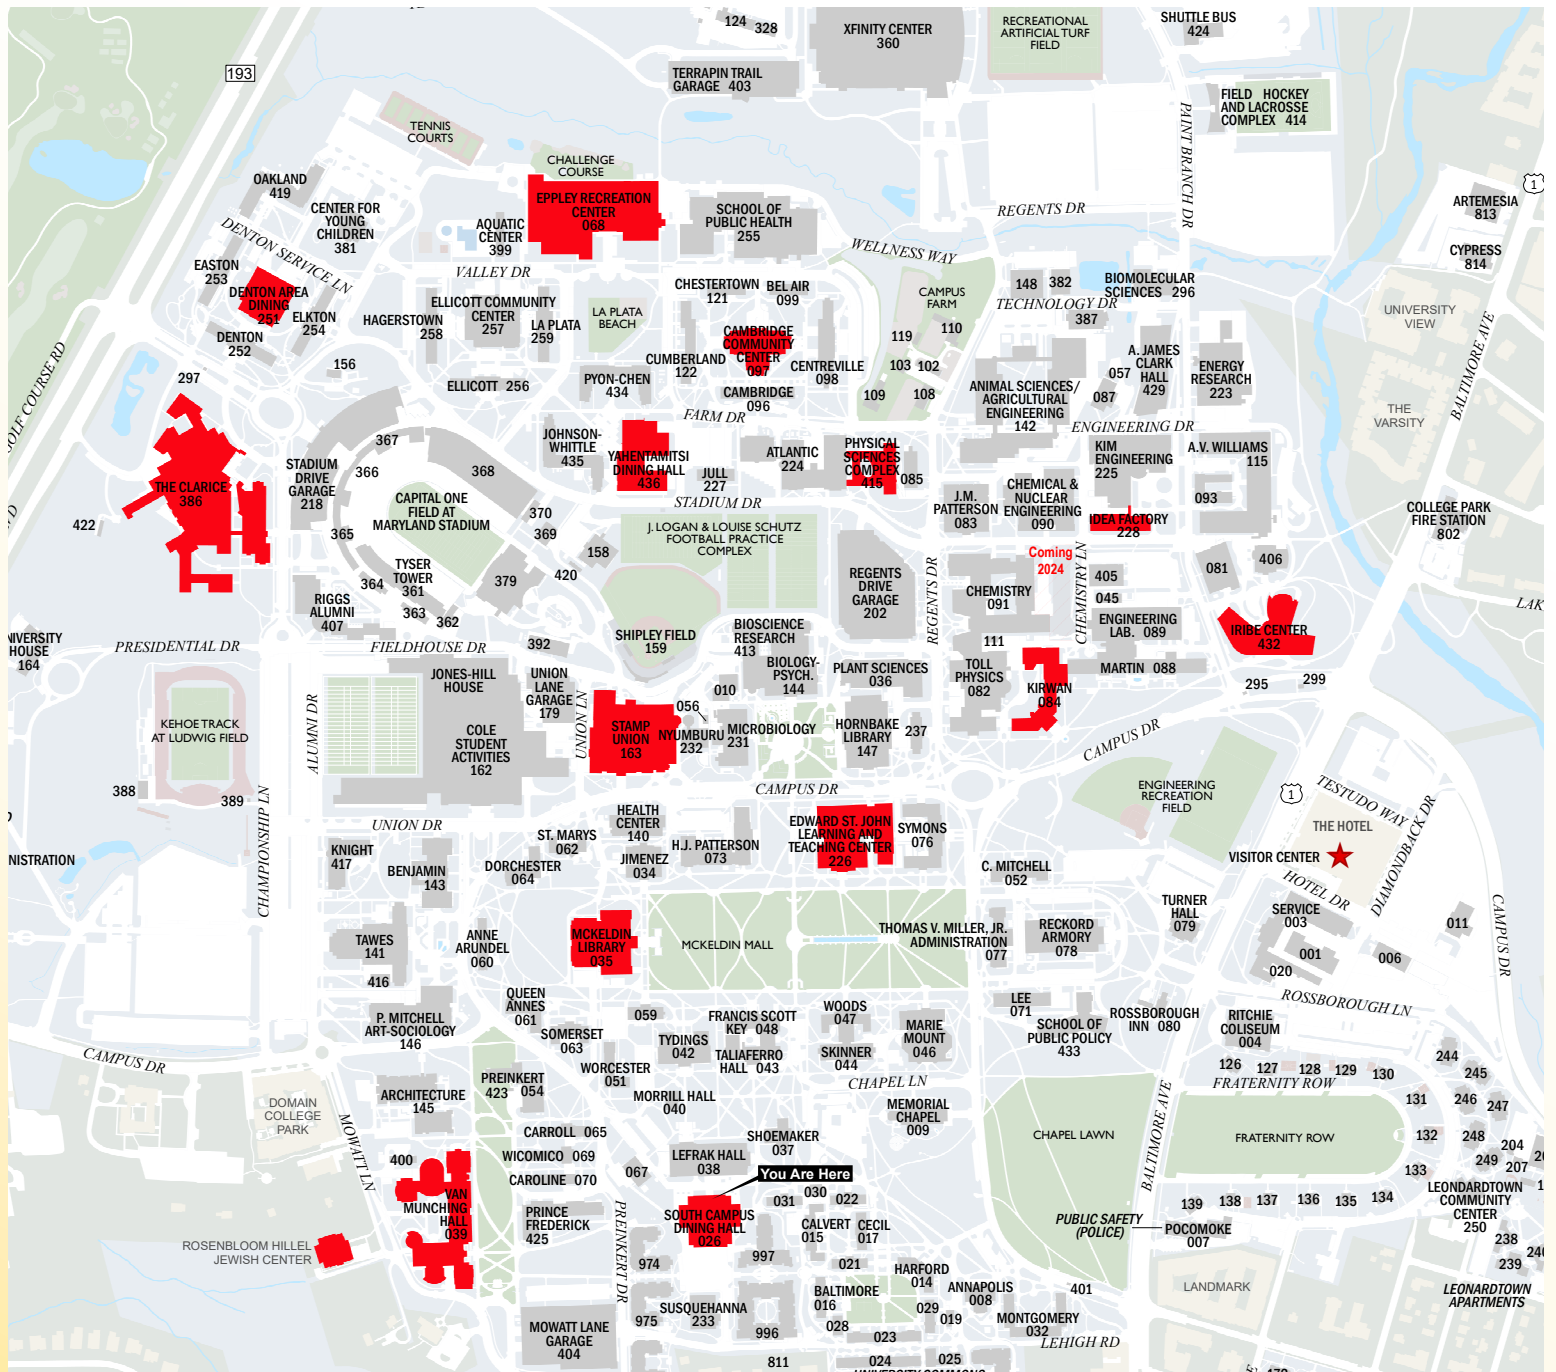 124
328
XFINITY CENTER
360
RECREATIONAL
ARTIFICIAL TURF
FIELD
SHUTTLE BUS
424
193
TERRAPIN TRAIL
GARAGE 403
FIELD HOCKEY
AND LACROSSE
COMPLEX 414
PAINT BRANCH DR
TENNIS
COURTS
CHALLENGE
COURSE
OAKLAND
419
CENTER FOR
YOUNG
CHILDREN
381
EPPLEY RECREATION
CENTER
068
AQUATIC
CENTER
399
SCHOOL OF
PUBLIC HEALTH
255
REGENTS DR
1
ARTEMESIA
813
CYPRESS
814
DENTON SERVICE LN
WELLNESS WAY
EASTON
253
VALLEY DR
DENTON AREA
DINING
251
ELKTON
254
DENTON
252
HAGERSTOWN
258
ELLICOTT COMMUNITY
CENTER
257
LA PLATA
259
LA PLATA
BEACH
CHESTERTOWN
121
BEL AIR
099
CAMBRIDGE
COMMUNITY
CENTER
097
CUMBERLAND
122
CENTREVILLE
098
CAMBRIDGE
096
CAMPUS
FARM
119
110
103
102
109
108
148
382
BIOMOLECULAR
SCIENCES 296
TECHNOLOGY DR
387
UNIVERSITY
VIEW
BALTIMORE AVE
GOLF COURSE RD
156
297
ELLICOTT 256
PYON-CHEN
434
ANIMAL SCIENCES/
AGRICULTURAL
ENGINEERING
142
057
087
A. JAMES
CLARK
HALL
429
ENERGY
RESEARCH
223
THE
VARSITY
FARM DR
ENGINEERING DR
367
366
368
JOHNSON-
WHITTLE
435
YAHENTAMITSI
DINING HALL
436
JULL
227
ATLANTIC
224
PHYSICAL
SCIENCES
COMPLEX
415
085
KIM
ENGINEERING
225
A.V. WILLIAMS
115
THE CLARICE
386
STADIUM
DRIVE
GARAGE
218
CAPITAL ONE
FIELD AT
MARYLAND STADIUM
370
369
STADIUM DR
J.M.
PATTERSON
083
CHEMICAL &
NUCLEAR
ENGINEERING
090
093
IDEA FACTORY
228
COLLEGE PARK
FIRE STATION
802
422
365
J. LOGAN & LOUISE SCHUTZ
FOOTBALL PRACTICE
COMPLEX
158
420
379
TYSER
TOWER
361
364
363
362
RIGGS
ALUMNI
407
REGENTS
DRIVE
GARAGE
202
REGENTS DR
Coming
2024
CHEMISTRY
091
111
CHEMISTRY LN
405
045
ENGINEERING
LAB. 089
081
406
IRIBE CENTER
432
PRESIDENTIAL DR
FIELDHOUSE DR
392
SHIPLEY FIELD
159
BIOSCIENCE
RESEARCH
413
BIOLOGY-
PSYCH.
144
PLANT SCIENCES
036
TOLL
PHYSICS
082
KIRWAN
084
MARTIN 088
295
299
HOUSE
164
JONES-HILL
HOUSE
UNION
LANE
GARAGE
179
UNION LN
010
056
KEHOE TRACK
AT LUDWIG FIELD
ALUMNI DR
COLE
STUDENT
ACTIVITIES
162
STAMP
UNION
163
NYUMBURU
232
MICROBIOLOGY
231
HORNBAKE
LIBRARY
147
237
CAMPUS DR
CAMPUS DR
388
389
CHAMPIONSHIP LN
ENGINEERING
RECREATION
FIELD
1
TESTUDO WAY
THE HOTEL
VISITOR CENTER
DIAMONDBACK DR
HOTEL DR
UNION DR
KNIGHT
417
BENJAMIN
143
ST. MARYS
062
DORCHESTER
064
HEALTH
CENTER
140
JIMENEZ
034
H.J. PATTERSON
073
EDWARD ST. JOHN
LEARNING AND
TEACHING CENTER
226
SYMONS
076
C. MITCHELL
052
TAWES
141
416
ANNE
ARUNDEL
060
MCKELDIN
LIBRARY
035
MCKELDIN MALL
THOMAS V. MILLER, JR.
ADMINISTRATION
077
RECKORD
ARMORY
078
TURNER
HALL
079
SERVICE
003
001
020
006
011
CAMPUS DR
ROSSBOROUGH LN
P. MITCHELL
ART-SOCIOLOGY
146
QUEEN
ANNES
061
SOMERSET
063
059
TYDINGS
042
FRANCIS SCOTT
KEY 048
TALIAFERRO
HALL 043
WOODS
047
SKINNER
044
MARIE
MOUNT
046
LEE
071
SCHOOL OF
PUBLIC POLICY
433
ROSSBOROUGH
INN 080
RITCHIE
COLISEUM
004
CAMPUS DR
WORCESTER
051
MORRILL HALL
040
CHAPEL LN
126
127
128
129
130
FRATERNITY ROW
244
245
246
247
DOMAIN
COLLEGE
PARK
MOWATT LN
ARCHITECTURE
145
PREINKERT
423 054
MEMORIAL
CHAPEL
009
CHAPEL LAWN
BALTIMORE AVE
FRATERNITY ROW
131
132
133
248
249
204
207
CARROLL 065
WICOMICO 069
CAROLINE 070
067
SHOEMAKER
037
LEFRAK HALL
038
You Are Here
400
VAN
MUNCHING
HALL
039
PRINCE
FREDERICK
425
PREINKERT DR
SOUTH CAMPUS
DINING HALL
026
031
030
022
CALVERT
015
CECIL
017
139
138
137
136
135
134
LEONDARDTOWN
COMMUNITY
CENTER
250
PUBLIC SAFETY
(POLICE)
POCOMOKE
007
238
239
ROSENBLOOM HILLEL
JEWISH CENTER
974
997
021
HARFORD
014
ANNAPOLIS
008
401
LANDMARK
LEONARDTOWN
APARTMENTS
BALTIMORE
016
029
019
MONTGOMERY
032
LEHIGH RD
MOWATT LANE
GARAGE
404
975
SUSQUEHANNA
233
996
028
023
811
024
025